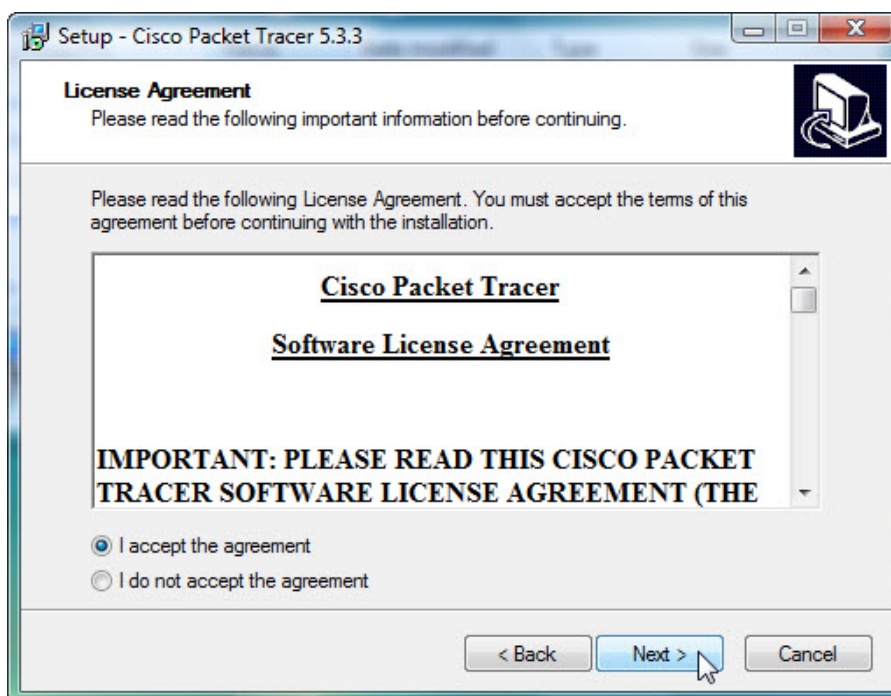 Setup - Cisco Packet Tracer 5.3.3
License Agreement
Please read the following important information before continuing.
Please read the following License Agreement. You must accept the terms of this
agreement before continuing with the installation.
Cisco Packet Tracer
Software License Agreement
IMPORTANT: PLEASE READ THIS CISCO PACKET
TRACER SOFTWARE LICENSE AGREEMENT (THE
I accept the agreement
I do not accept the agreement
< Back
Next >
Cancel